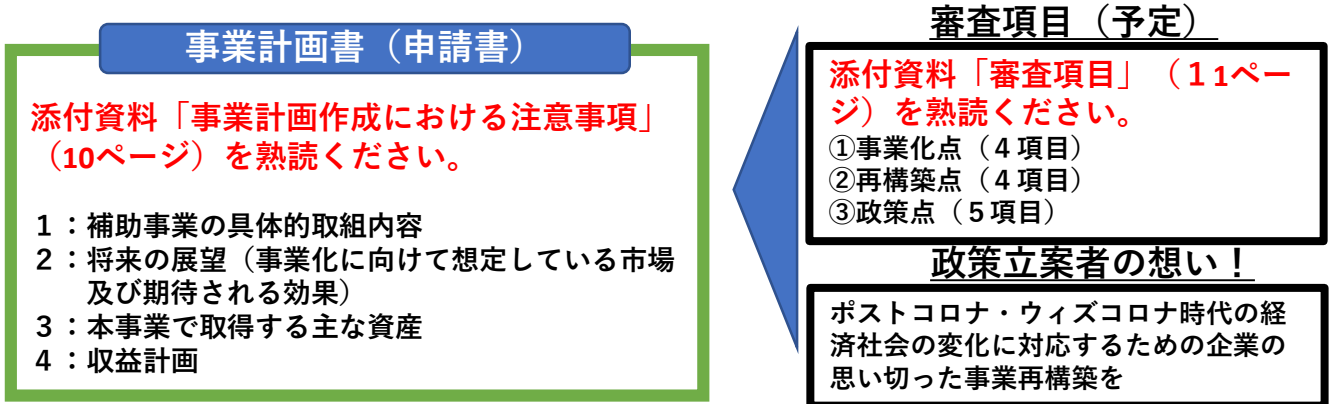 事業計画書（申請書）
添付資料「事業計画作成における注意事項」
（10ページ）を熟読ください。
１：補助事業の具体的取組内容
２：将来の展望（事業化に向けて想定している市場
及び期待される効果）
３：本事業で取得する主な資産
４：収益計画
審査項目（予定）
添付資料「審査項目」（１1ペー
ジ）を熟読ください。
①事業化点（４項目）
②再構築点（４項目）
③政策点（５項目）
政策立案者の想い！
ポストコロナ・ウィズコロナ時代の経
済社会の変化に対応するための企業の
思い切った事業再構築を